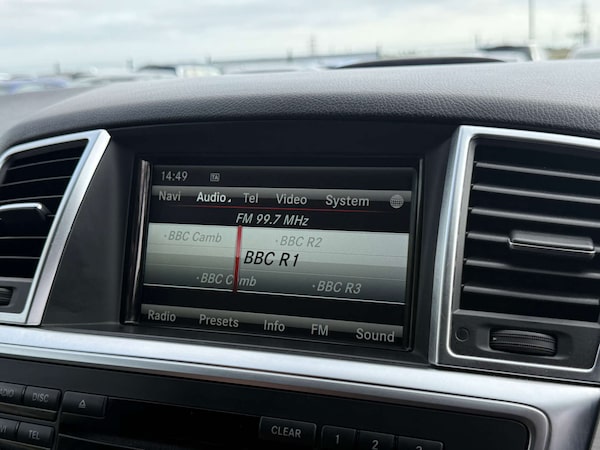 14:49 TA
Navi Audio Tel Video System
FM 99.7 MHz
BBC Camb BBC R2
BBC R1
BBC Camb BBC R3
Radio Presets Info FM Sound
DISC
CLEAR 1 2 3
TEL